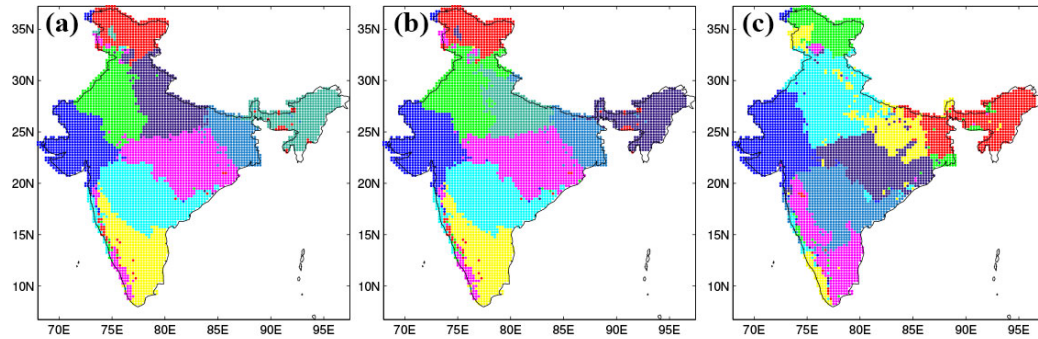 (a) (b) (c)
35N 35N 35N
30N 30N 30N
25N 25N 25N
20N 20N 20N
15N 15N 15N
10N 10N 10N
70E 75E 80E 85E 90E 95E 70E 75E 80E 85E 90E 95E 70E 75E 80E 85E 90E 95E